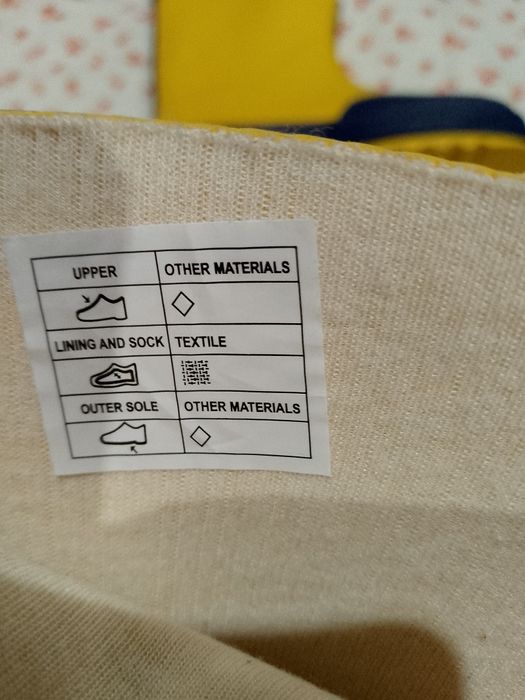 UPPER OTHER MATERIALS
LINING AND SOCK TEXTILE
OUTER SOLE OTHER MATERIALS